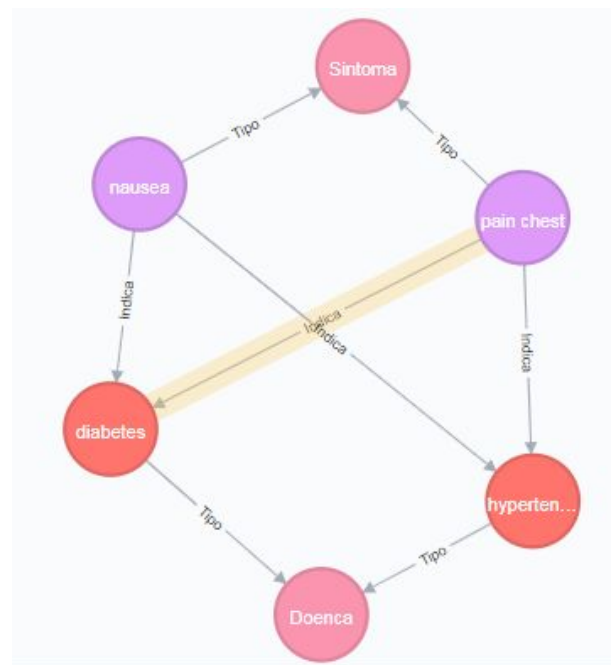 Sintoma
Tipo
Tipo
nausea
pain chest
Indica
Indica
Indica
Indica
diabetes
hyperten...
Tipo
Tipo
Doenca